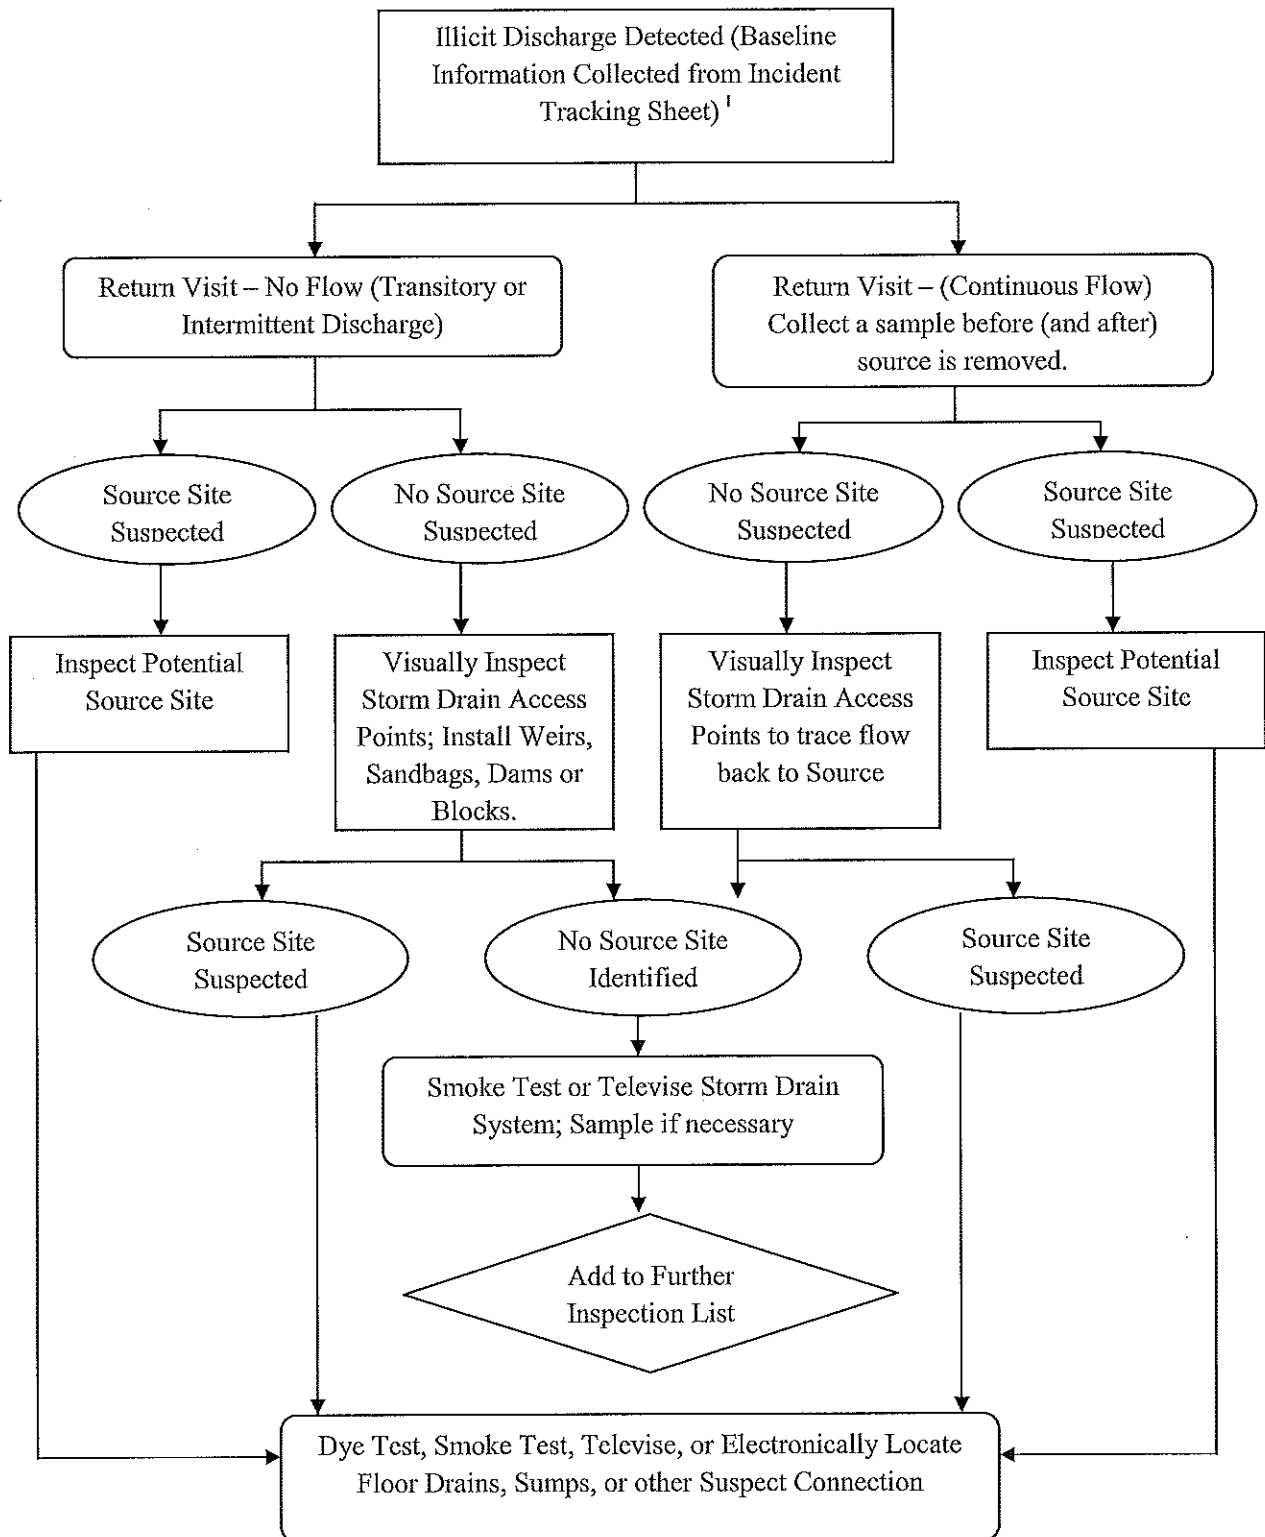 Illicit Discharge Detected (Baseline
Information Collected from Incident
Tracking Sheet) 1
Return Visit – No Flow (Transitory or
Intermittent Discharge)
Return Visit – (Continuous Flow)
Collect a sample before (and after)
source is removed.
Source Site
Suspected
No Source Site
Suspected
No Source Site
Suspected
Source Site
Suspected
Inspect Potential
Source Site
Visually Inspect
Storm Drain Access
Points; Install Weirs,
Sandbags, Dams or
Blocks.
Visually Inspect
Storm Drain Access
Points to trace flow
back to Source
Inspect Potential
Source Site
Source Site
Suspected
No Source Site
Identified
Source Site
Suspected
Smoke Test or Televise Storm Drain
System; Sample if necessary
Add to Further
Inspection List
Dye Test, Smoke Test, Televise, or Electronically Locate
Floor Drains, Sumps, or other Suspect Connection